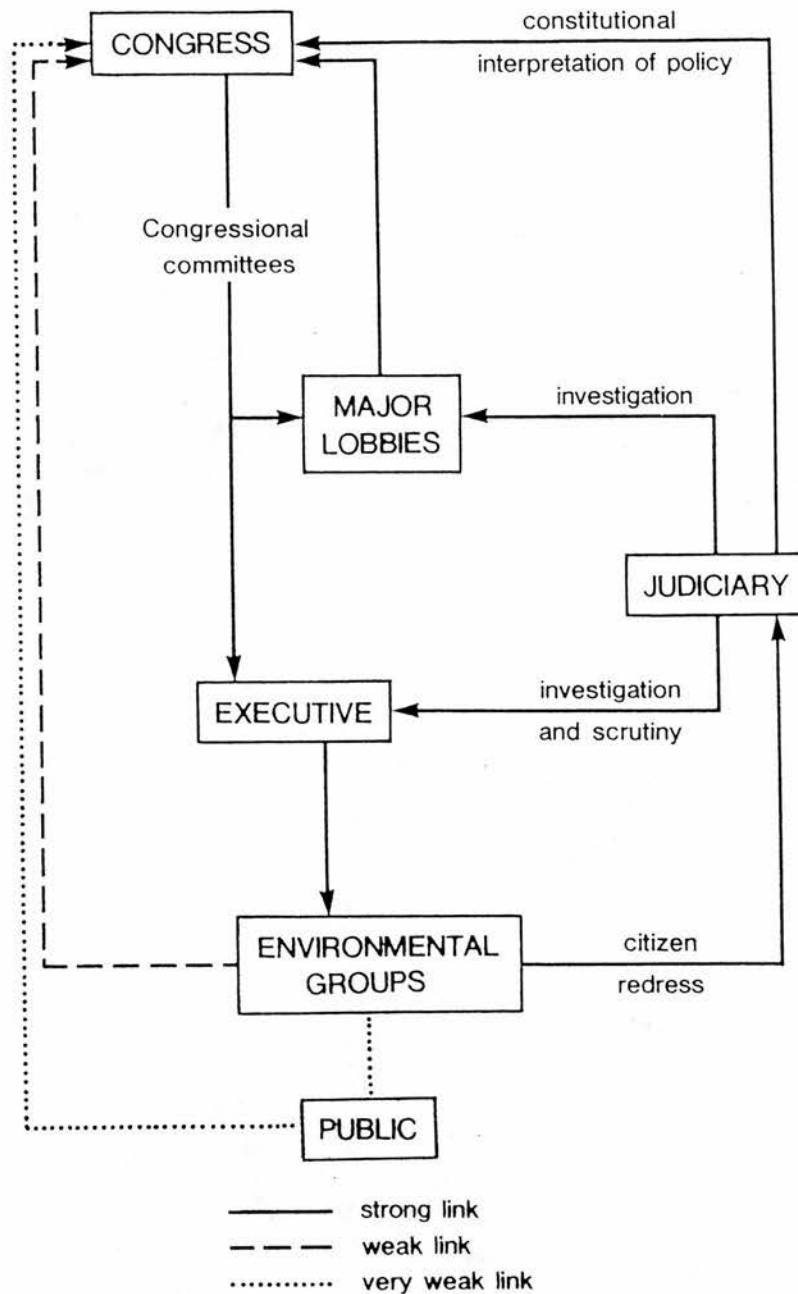 CONGRESS
constitutional
interpretation of policy
Congressional
committees
MAJOR
LOBBIES
investigation
JUDICIARY
EXECUTIVE
investigation
and scrutiny
ENVIRONMENTAL
GROUPS
citizen
redress
PUBLIC
strong link
weak link
very weak link